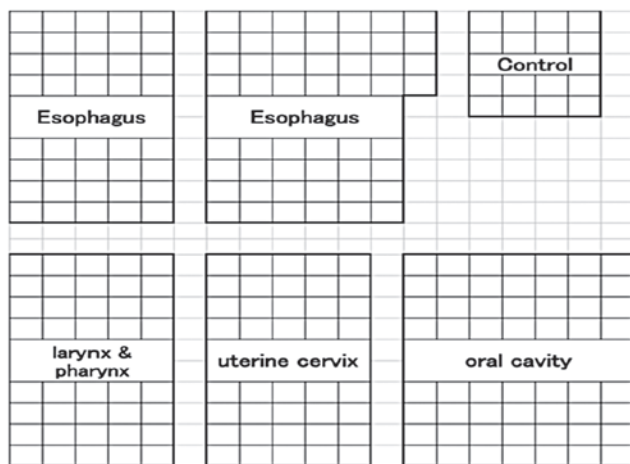 Esophagus
Esophagus
Control
larynx &
pharynx
uterine cervix
oral cavity